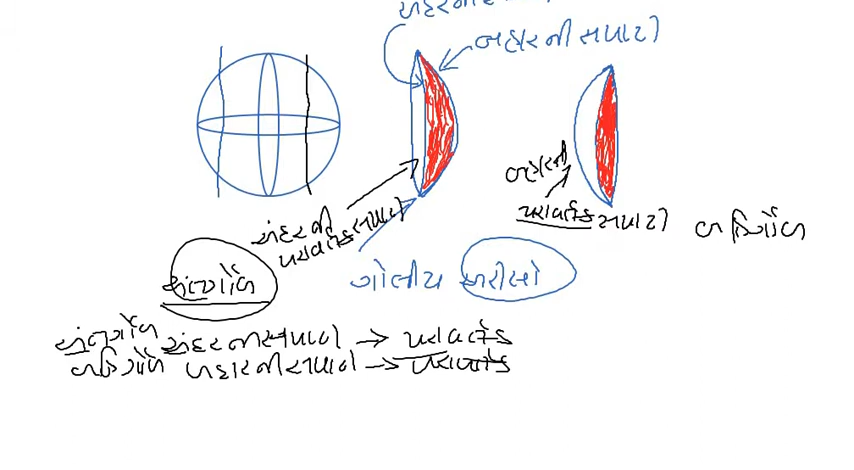 અંદરની
બહારની સપાટી
બહારની
પરાવર્તક સપાટી
બહિર્ગોળ
અંદરની
પરાવર્તક સપાટી
ગોલીય અરીસો
અંતર્ગોળ
અંતર્ગોળ અંદરની સપાટી → પરાવર્તક
બહિર્ગોળ બહારની સપાટી → પરાવર્તક